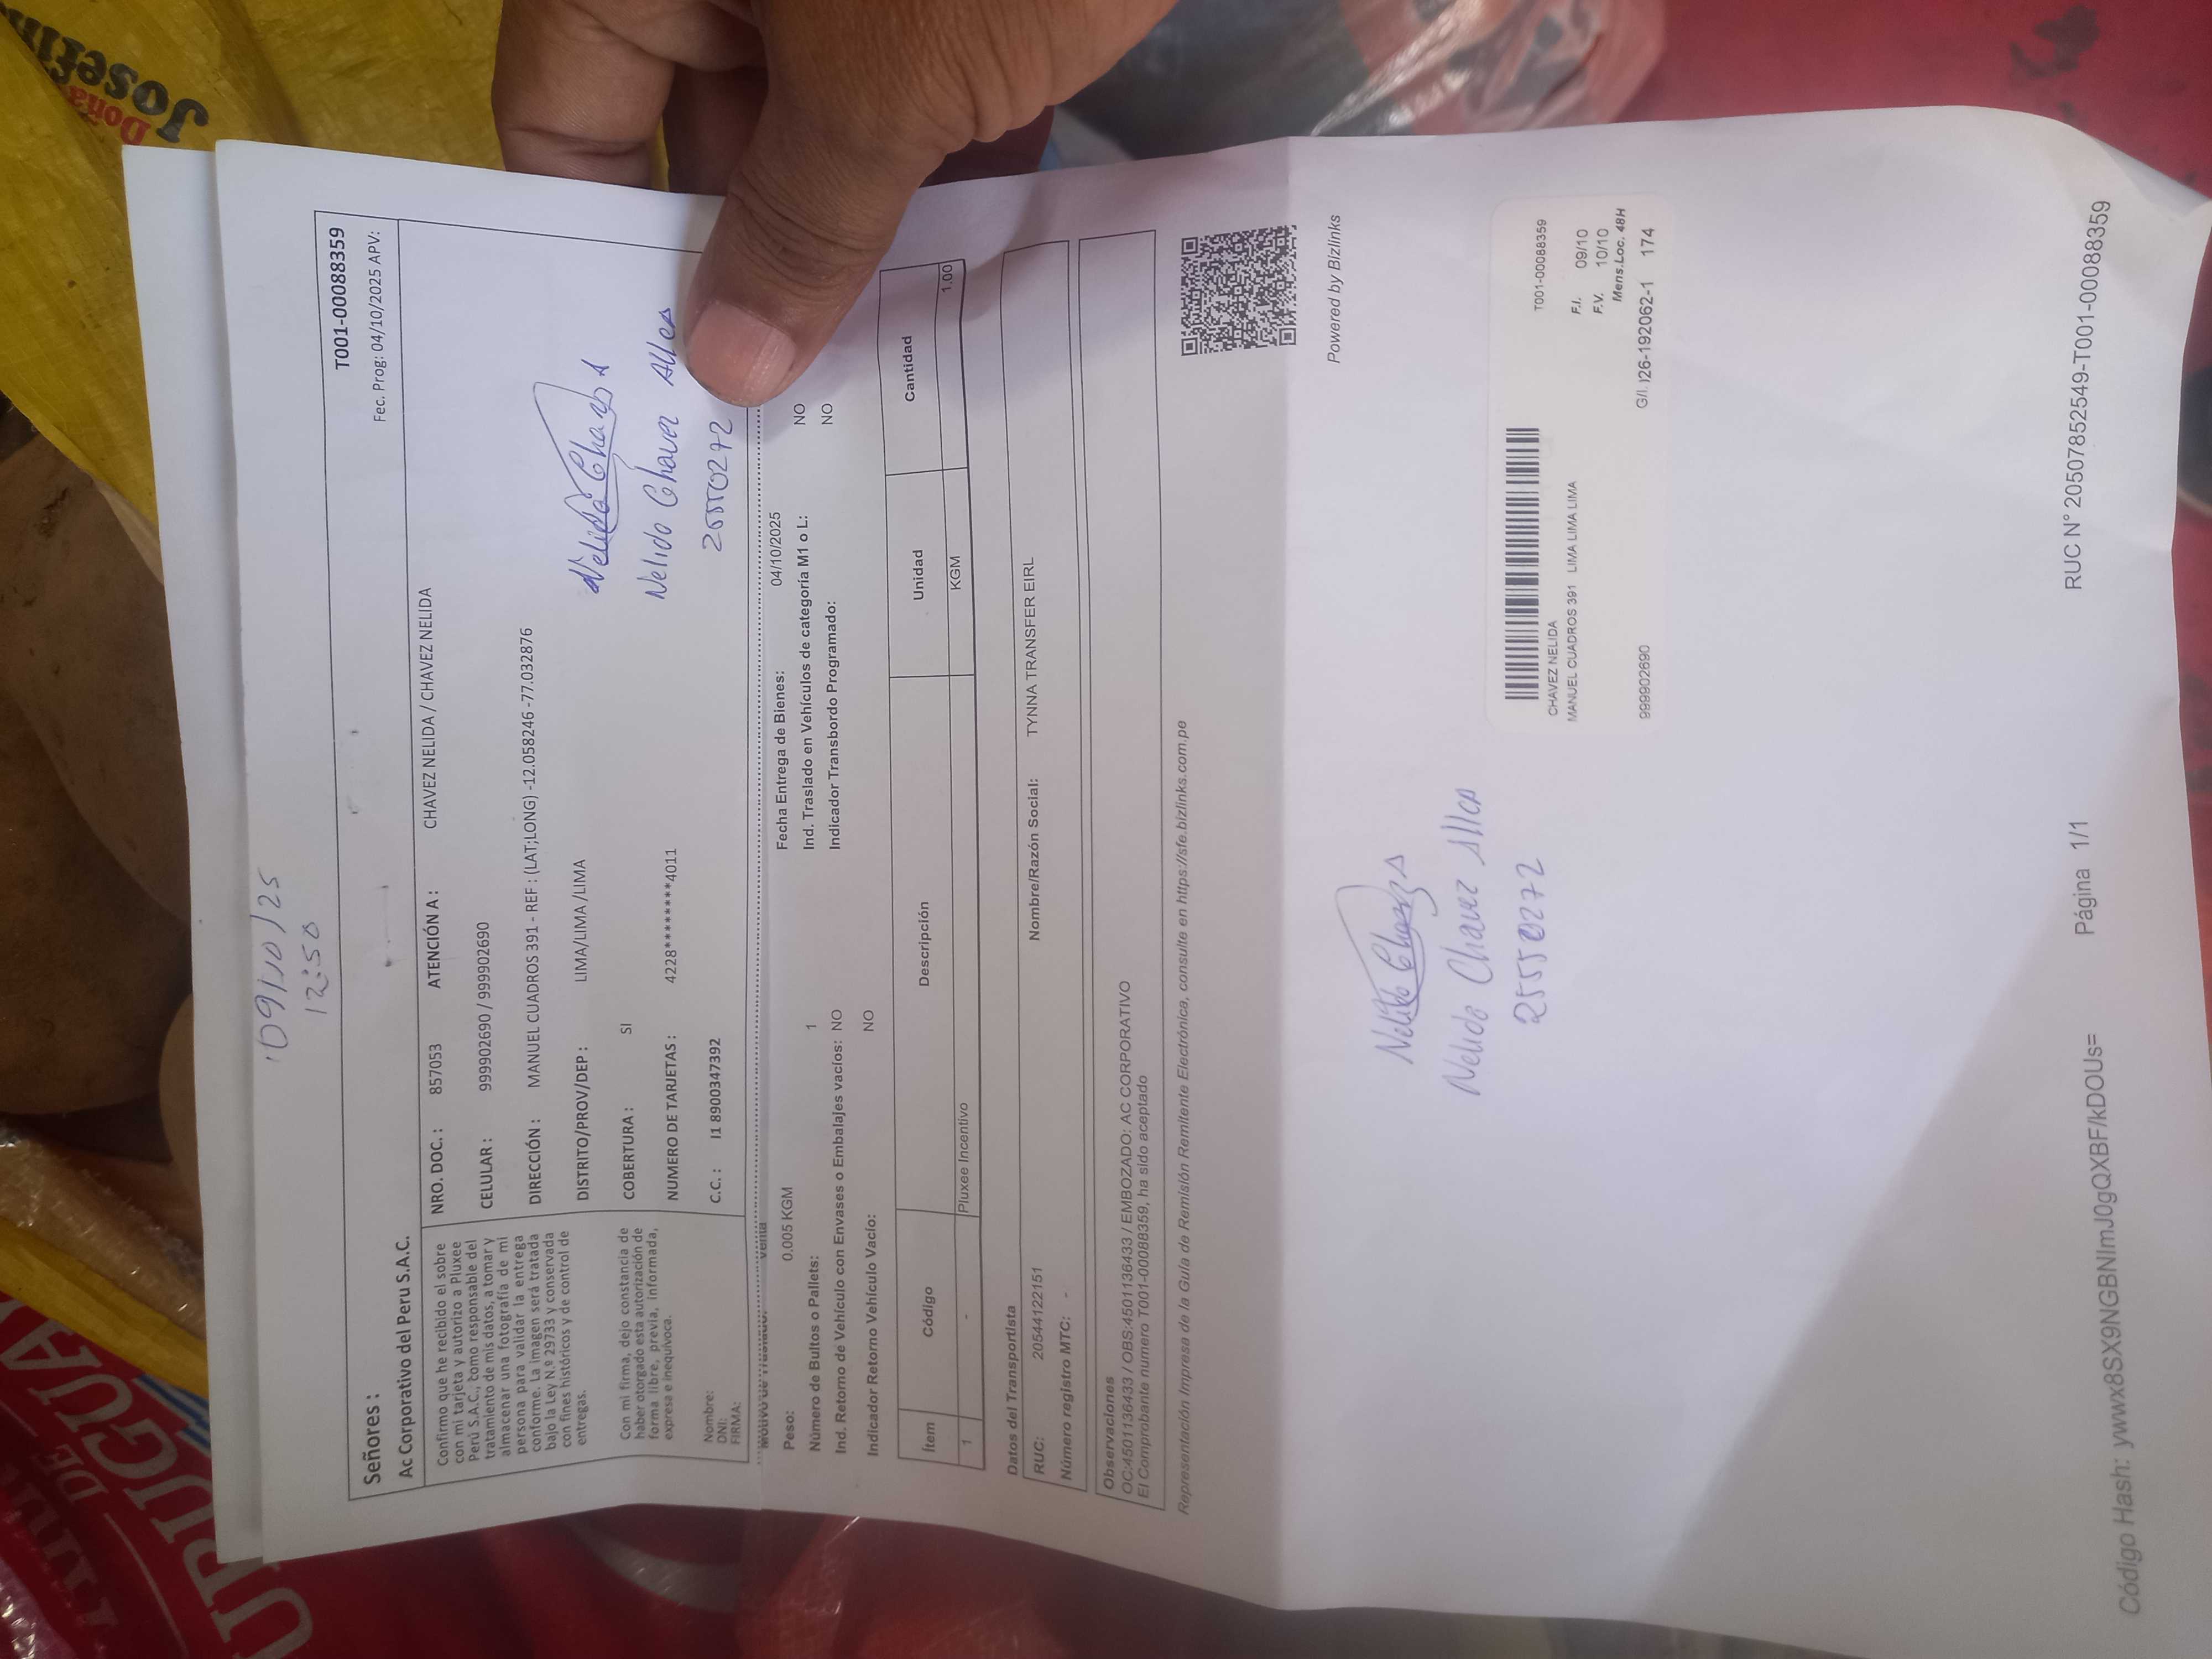 Doña
Josefin
DE
UPUGUA
09/10/25
12:50
T001-00088359
Fec. Prog: 04/10/2025 APV:
Señores :
Ac Corporativo del Peru S.A.C.
Confirmo que he recibido el sobre
con mi tarjeta y autorizo a Pluxee
Perú S.A.C., como responsable del
tratamiento de mis datos, a tomar y
almacenar una fotografía de mi
persona para validar la entrega
conforme. La imagen será tratada
bajo la Ley N.º 29733 y conservada
con fines históricos y de control de
entregas.
Con mi firma, dejo constancia de
haber otorgado esta autorización de
forma libre, previa, informada,
expresa e inequívoca.
Nombre:
DNI:
FIRMA:
NRO. DOC. : 857053 ATENCIÓN A : CHAVEZ NELIDA / CHAVEZ NELIDA
CELULAR : 999902690 / 999902690
DIRECCIÓN : MANUEL CUADROS 391 - REF : (LAT;LONG) -12.058246 -77.032876
DISTRITO/PROV/DEP : LIMA/LIMA /LIMA
COBERTURA : SI
NUMERO DE TARJETAS : 4228********4011
C.C. : I1 8900347392
Nelida Chavez A
Nelida Chavez Allca
25550272
Motivo de Traslado: Venta
Peso: 0.005 KGM Fecha Entrega de Bienes: 04/10/2025
Número de Bultos o Pallets: 1 Ind. Traslado en Vehículos de categoría M1 o L: NO
Ind. Retorno de Vehículo con Envases o Embalajes vacíos: NO Indicador Transbordo Programado: NO
Indicador Retorno Vehículo Vacío: NO
Ítem Código Descripción Unidad Cantidad
1 - Pluxee Incentivo KGM 1.00
Datos del Transportista
RUC: 20544122151 Nombre/Razón Social: TYNNA TRANSFER EIRL
Número registro MTC: -
Observaciones
OC:4501136433 / OBS:4501136433 / EMBOZADO: AC CORPORATIVO
El Comprobante numero T001-00088359, ha sido aceptado
Representación Impresa de la Guía de Remisión Remitente Electrónica, consulte en https://sfe.bizlinks.com.pe
Powered by Bizlinks
Nelida Chavez A
Nelida Chavez Allca
25550272
T001-00088359
CHAVEZ NELIDA
MANUEL CUADROS 391 LIMA LIMA LIMA
F.I. 09/10
F.V. 10/10
Mens.Loc. 48H
999902690 G/I. I26-192062-1 174
Código Hash: ywwx8SX9NGBNlmJ0gQXBF/kDOUs= Página 1/1 RUC N° 20507852549-T001-00088359